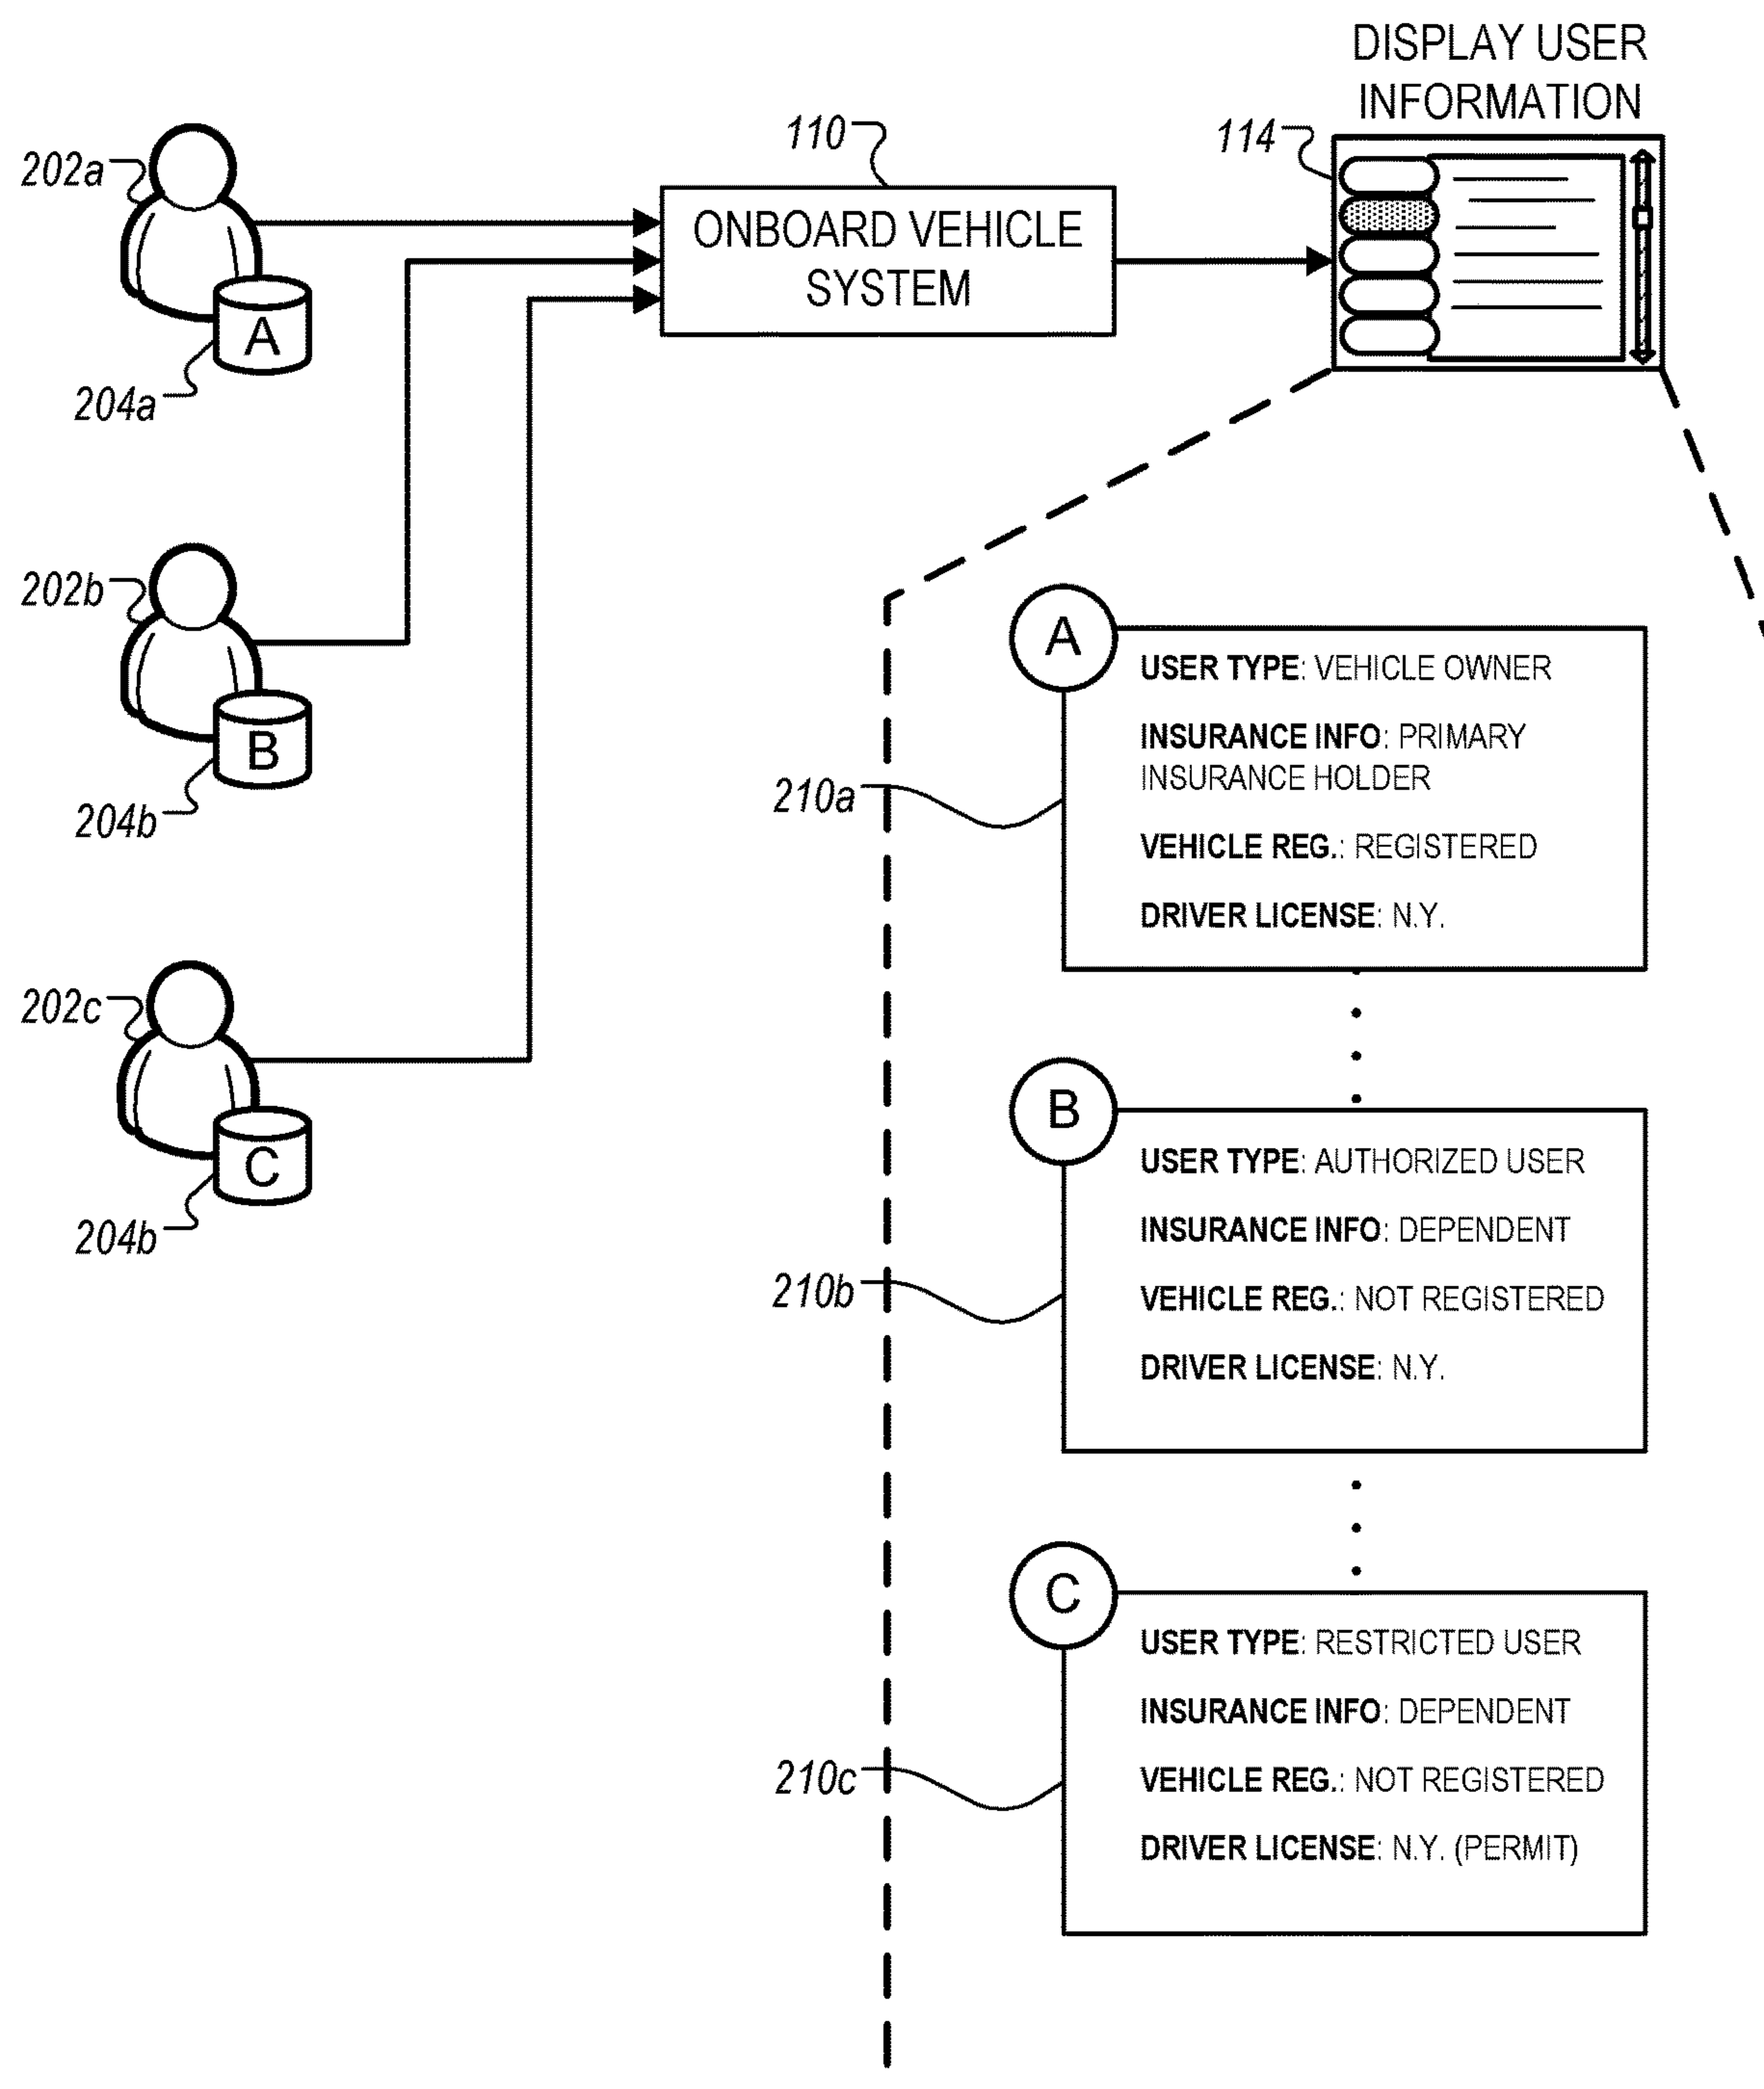 DISPLAY USER
INFORMATION
110
114
202a
ONBOARD VEHICLE
SYSTEM
A
204a
202b
B
204b
202c
C
204b
A
USER TYPE: VEHICLE OWNER
INSURANCE INFO: PRIMARY
INSURANCE HOLDER
210a
VEHICLE REG.: REGISTERED
DRIVER LICENSE: N.Y.
B
USER TYPE: AUTHORIZED USER
INSURANCE INFO: DEPENDENT
210b
VEHICLE REG.: NOT REGISTERED
DRIVER LICENSE: N.Y.
C
USER TYPE: RESTRICTED USER
INSURANCE INFO: DEPENDENT
210c
VEHICLE REG.: NOT REGISTERED
DRIVER LICENSE: N.Y. (PERMIT)